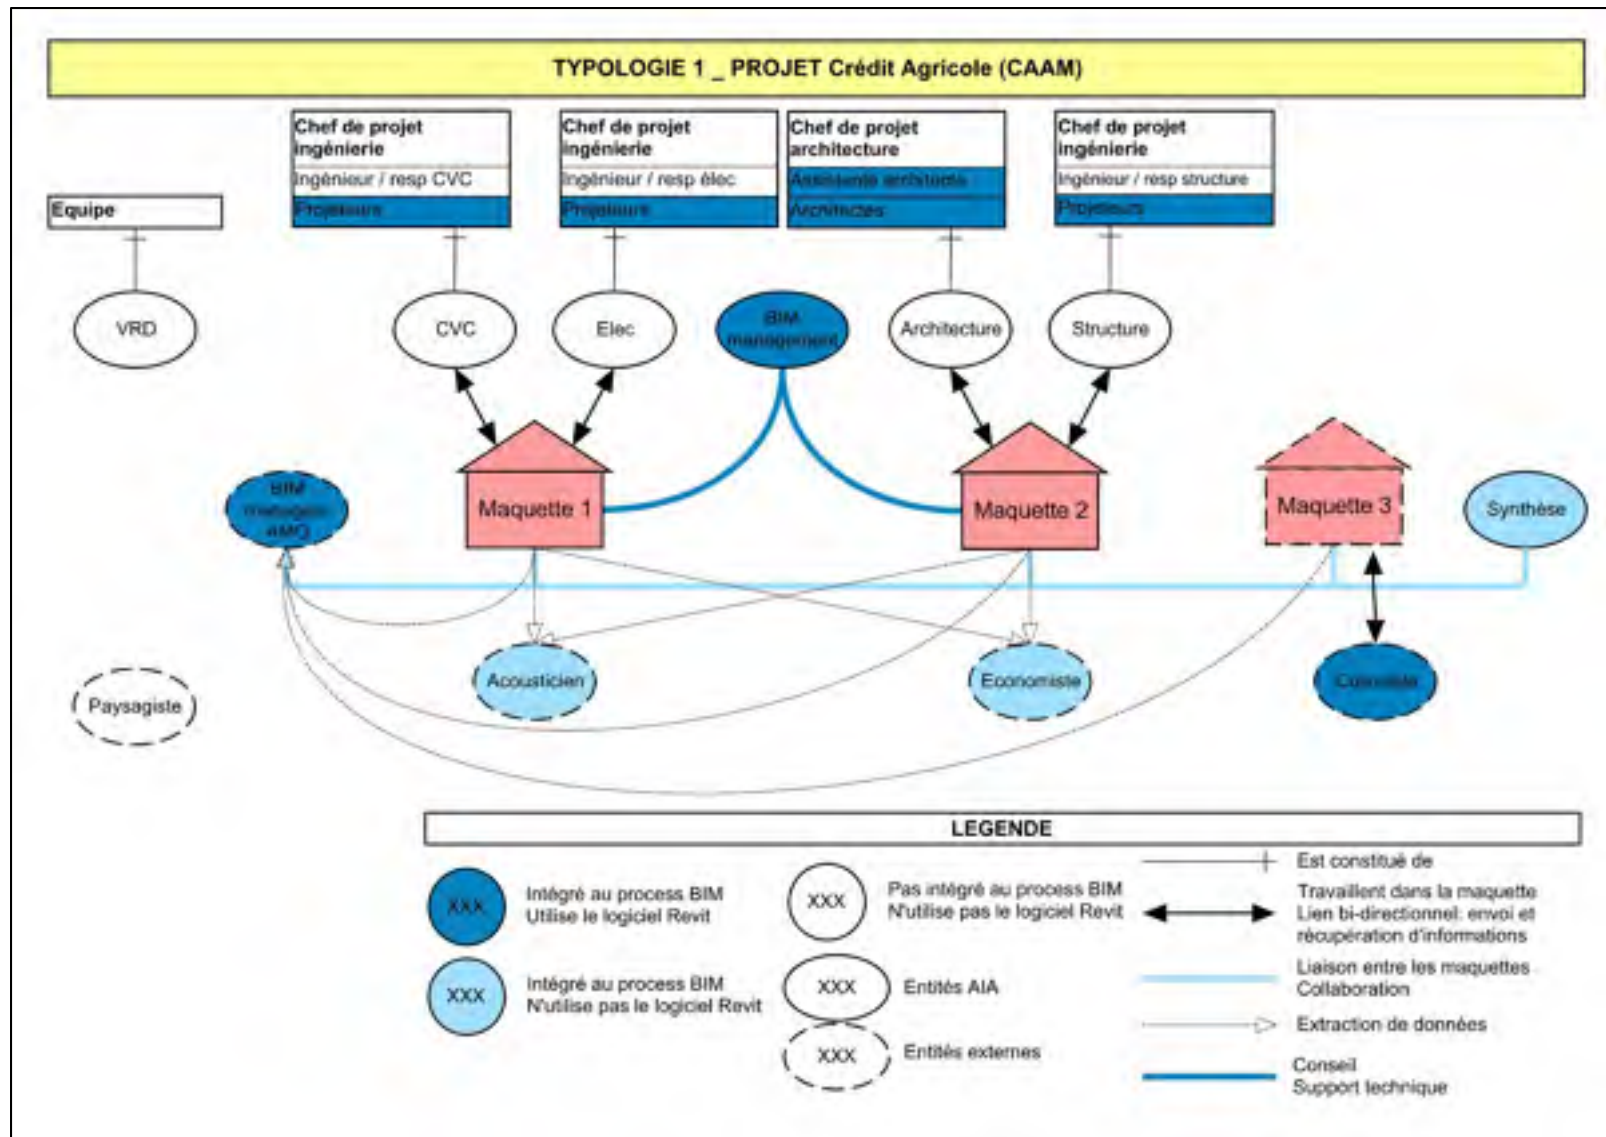 TYPOLOGIE 1 _ PROJET Crédit Agricole (CAAM)
Chef de projet
ingénierie
Ingénieur / resp CVC
Projeteurs
Chef de projet
ingénierie
Ingénieur / resp élec
Projeteurs
Chef de projet
architecture
Assistante architecte
Architectes
Chef de projet
ingénierie
Ingénieur / resp structure
Projeteurs
Equipe
VRD
CVC
Elec
BIM
management
Architecture
Structure
BIM
AMO
Maquette 1
Maquette 2
Maquette 3
Synthèse
Paysagiste
Acousticien
Economiste
LEGENDE
XXX
Intégré au process BIM
Utilise le logiciel Revit
XXX
Intégré au process BIM
N'utilise pas le logiciel Revit
XXX
Pas intégré au process BIM
N'utilise pas le logiciel Revit
XXX
Entités AIA
XXX
Entités externes
Est constitué de
Travaillent dans la maquette
Lien bi-directionnel: envoi et
récupération d'informations
Liaison entre les maquettes
Collaboration
Extraction de données
Conseil
Support technique